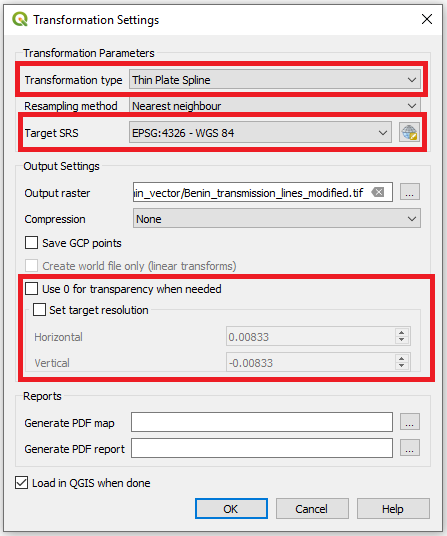 Transformation Settings
Transformation Parameters
Transformation type Thin Plate Spline
Resampling method Nearest neighbour
Target SRS EPSG:4326 - WGS 84
Output Settings
Output raster in_vector/Benin_transmission_lines_modified.tif ...
Compression None
Save GCP points
Create world file only (linear transforms)
Use 0 for transparency when needed
Set target resolution
Horizontal 0.00833
Vertical -0.00833
Reports
Generate PDF map ...
Generate PDF report ...
Load in QGIS when done
OK Cancel Help